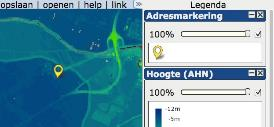 opslaan | openen | help | link » Legenda
Adresmarkering
100%
Hoogte (AHN)
100%
-12m
-5m